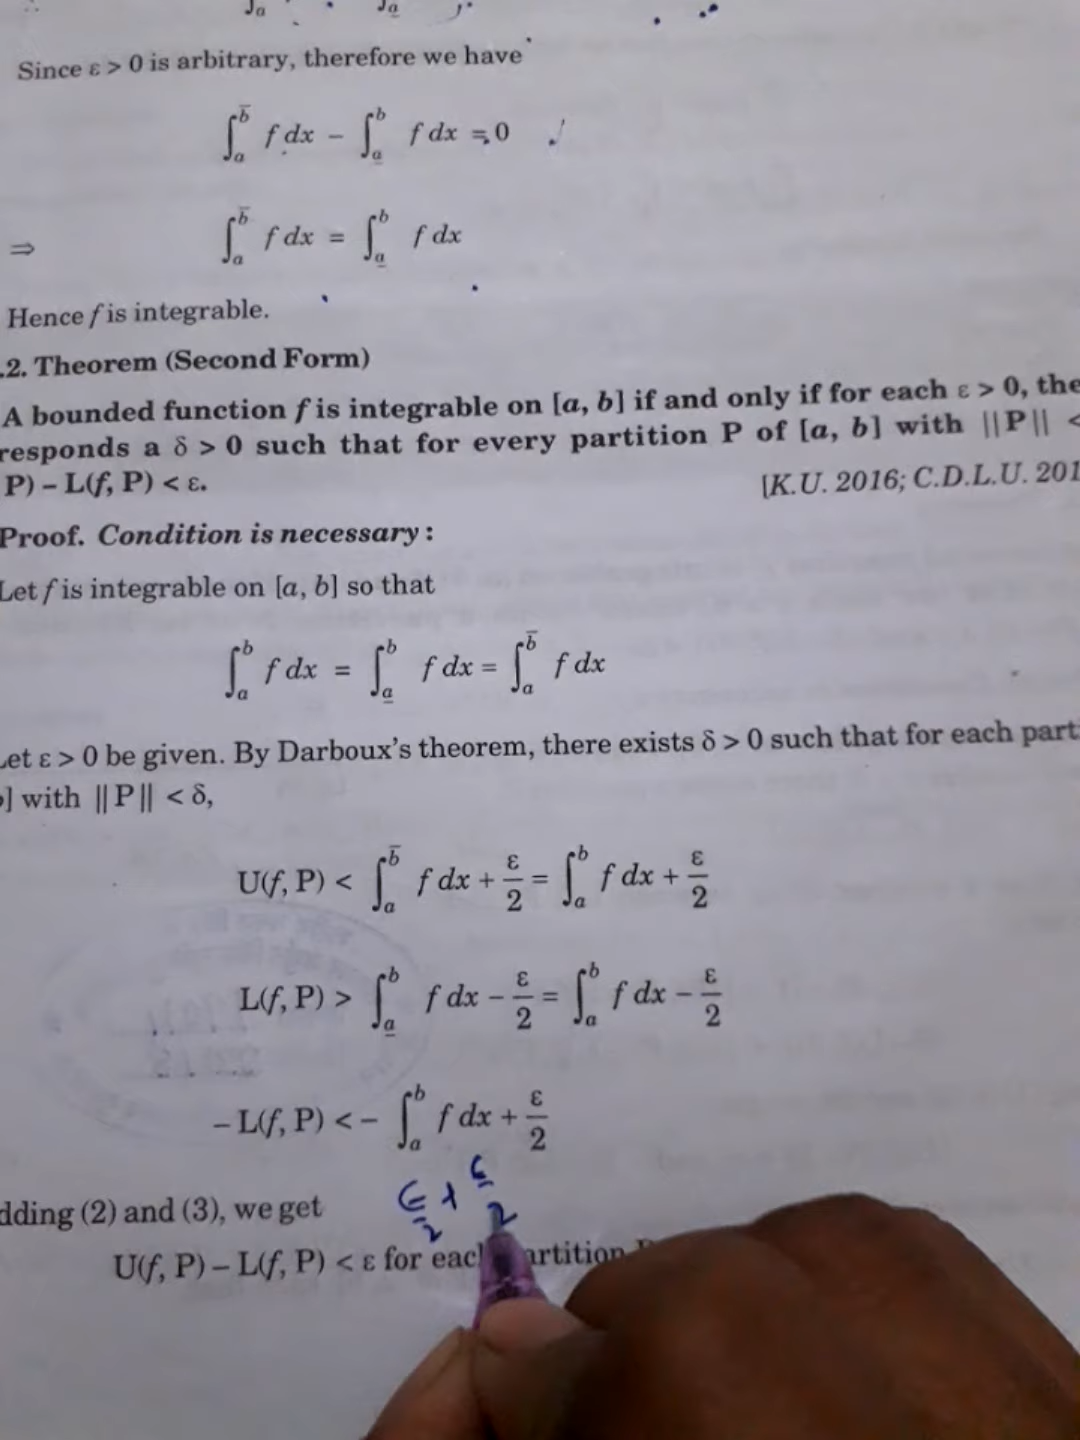 Since ε > 0 is arbitrary, therefore we have
∫_a^b̅ f dx − ∫_a̲^b f dx = 0
⇒ ∫_a^b̅ f dx = ∫_a̲^b f dx
Hence f is integrable.
.2. Theorem (Second Form)
A bounded function f is integrable on [a, b] if and only if for each ε > 0, the
responds a δ > 0 such that for every partition P of [a, b] with ||P|| <
P) – L(f, P) < ε.
[K.U. 2016; C.D.L.U. 201
Proof. Condition is necessary :
Let f is integrable on [a, b] so that
∫_a^b f dx = ∫_a̲^b f dx = ∫_a^b̅ f dx
Let ε > 0 be given. By Darboux's theorem, there exists δ > 0 such that for each part
] with ||P|| < δ,
U(f, P) < ∫_a^b̅ f dx + ε/2 = ∫_a^b f dx + ε/2
L(f, P) > ∫_a̲^b f dx − ε/2 = ∫_a^b f dx − ε/2
− L(f, P) < − ∫_a^b f dx + ε/2
dding (2) and (3), we get
ε/2 + ε/2
U(f, P) – L(f, P) < ε for eac artition